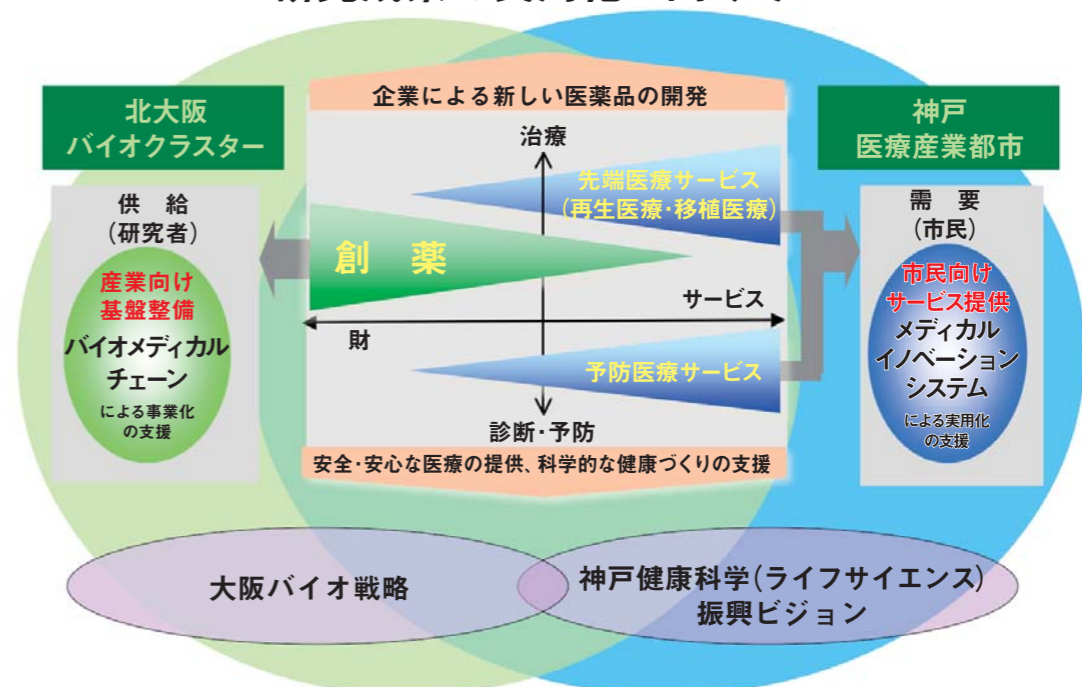 企業による新しい医薬品の開発
北大阪
バイオクラスター
神戸
医療産業都市
治療
先端医療サービス
(再生医療・移植医療)
供 給
(研究者)
産業向け
基盤整備
バイオメディカル
チェーン
による事業化
の支援
創 薬
サービス
財
予防医療サービス
診断・予防
需 要
(市民)
市民向け
サービス提供
メディカル
イノベーション
システム
による実用化
の支援
安全・安心な医療の提供、科学的な健康づくりの支援
大阪バイオ戦略
神戸健康科学(ライフサイエンス)
振興ビジョン